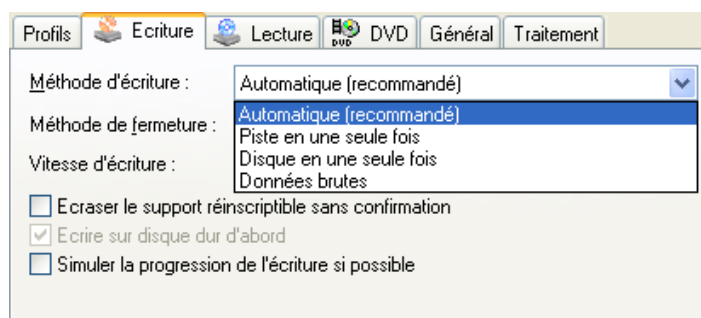 Profils Ecriture Lecture DVD DVD Général Traitement
Méthode d'écriture : Automatique (recommandé)
Automatique (recommandé)
Méthode de fermeture : Piste en une seule fois
Vitesse d'écriture : Disque en une seule fois
Données brutes
Ecraser le support réinscriptible sans confirmation
Ecrire sur disque dur d'abord
Simuler la progression de l'écriture si possible